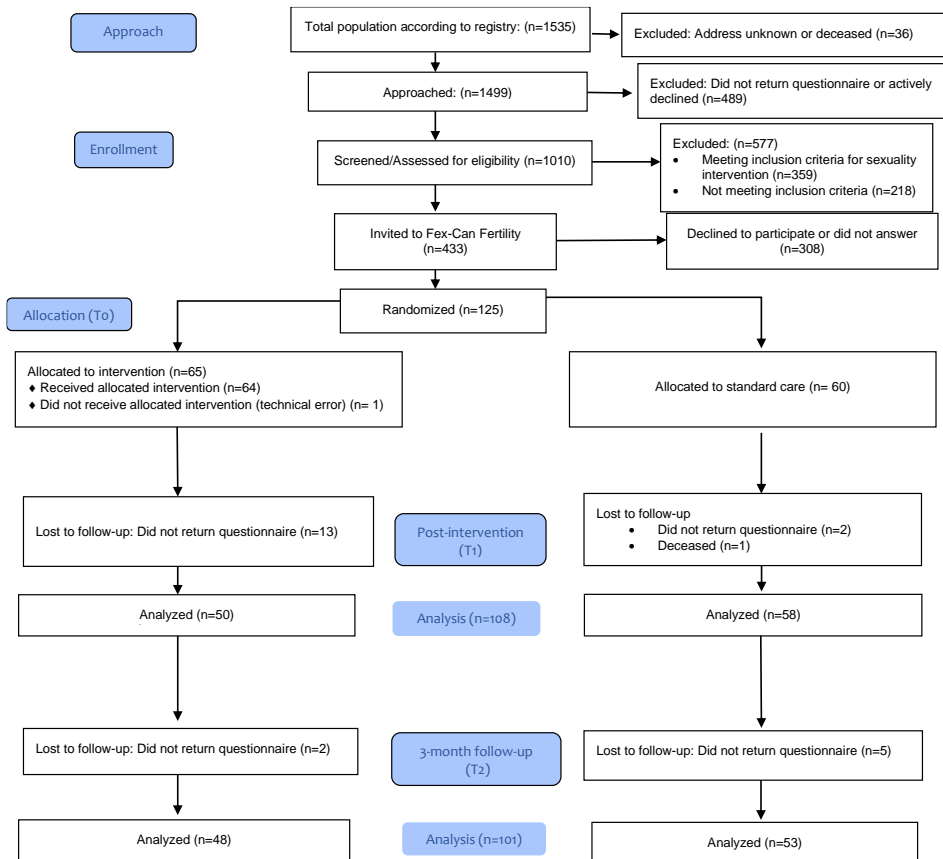 Approach
Total population according to registry: (n=1535)
Excluded: Address unknown or deceased (n=36)
Approached: (n=1499)
Excluded: Did not return questionnaire or actively
declined (n=489)
Enrollment
Screened/Assessed for eligibility (n=1010)
Excluded: (n=577)
• Meeting inclusion criteria for sexuality
intervention (n=359)
• Not meeting inclusion criteria (n=218)
Invited to Fex-Can Fertility
(n=433)
Declined to participate or did not answer
(n=308)
Allocation (T0)
Randomized (n=125)
Allocated to intervention (n=65)
♦ Received allocated intervention (n=64)
♦ Did not receive allocated intervention (technical error) (n= 1)
Allocated to standard care (n= 60)
Lost to follow-up: Did not return questionnaire (n=13)
Post-intervention
(T1)
Lost to follow-up
• Did not return questionnaire (n=2)
• Deceased (n=1)
Analyzed (n=50)
Analysis (n=108)
Analyzed (n=58)
Lost to follow-up: Did not return questionnaire (n=2)
3-month follow-up
(T2)
Lost to follow-up: Did not return questionnaire (n=5)
Analyzed (n=48)
Analysis (n=101)
Analyzed (n=53)